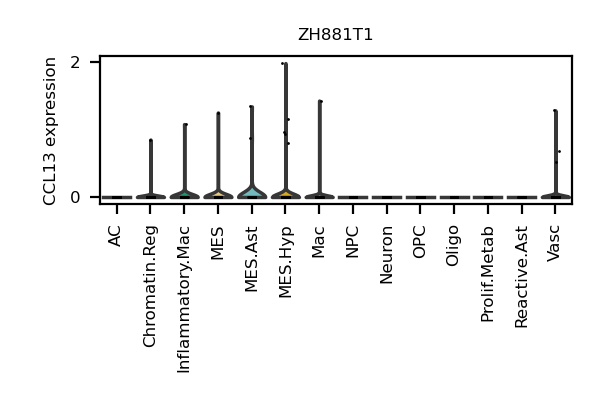 ZH881T1
CCL13 expression
2
0
AC
Chromatin.Reg
Inflammatory.Mac
MES
MES.Ast
MES.Hyp
Mac
NPC
Neuron
OPC
Oligo
Prolif.Metab
Reactive.Ast
Vasc